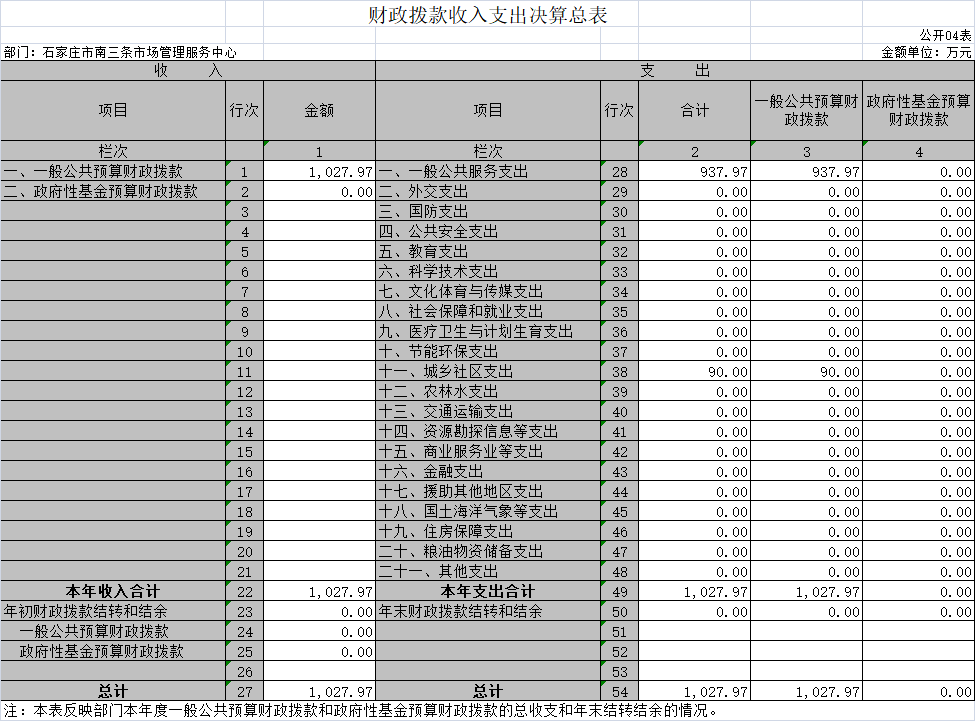 财政拨款收入支出决算总表
公开04表
部门：石家庄市南三条市场管理服务中心 金额单位：万元
收 入 支 出
项目 行次 金额 项目 行次 合计 一般公共预算财政拨款 政府性基金预算财政拨款
栏次 1 栏次 2 3 4
一、一般公共预算财政拨款 1 1,027.97 一、一般公共服务支出 28 937.97 937.97 0.00
二、政府性基金预算财政拨款 2 0.00 二、外交支出 29 0.00 0.00 0.00
3 三、国防支出 30 0.00 0.00 0.00
4 四、公共安全支出 31 0.00 0.00 0.00
5 五、教育支出 32 0.00 0.00 0.00
6 六、科学技术支出 33 0.00 0.00 0.00
7 七、文化体育与传媒支出 34 0.00 0.00 0.00
8 八、社会保障和就业支出 35 0.00 0.00 0.00
9 九、医疗卫生与计划生育支出 36 0.00 0.00 0.00
10 十、节能环保支出 37 0.00 0.00 0.00
11 十一、城乡社区支出 38 90.00 90.00 0.00
12 十二、农林水支出 39 0.00 0.00 0.00
13 十三、交通运输支出 40 0.00 0.00 0.00
14 十四、资源勘探信息等支出 41 0.00 0.00 0.00
15 十五、商业服务业等支出 42 0.00 0.00 0.00
16 十六、金融支出 43 0.00 0.00 0.00
17 十七、援助其他地区支出 44 0.00 0.00 0.00
18 十八、国土海洋气象等支出 45 0.00 0.00 0.00
19 十九、住房保障支出 46 0.00 0.00 0.00
20 二十、粮油物资储备支出 47 0.00 0.00 0.00
21 二十一、其他支出 48 0.00 0.00 0.00
本年收入合计 22 1,027.97 本年支出合计 49 1,027.97 1,027.97 0.00
年初财政拨款结转和结余 23 0.00 年末财政拨款结转和结余 50 0.00 0.00 0.00
一般公共预算财政拨款 24 0.00 51
政府性基金预算财政拨款 25 0.00 52
26 53
总计 27 1,027.97 总计 54 1,027.97 1,027.97 0.00
注：本表反映部门本年度一般公共预算财政拨款和政府性基金预算财政拨款的总收支和年末结转结余的情况。